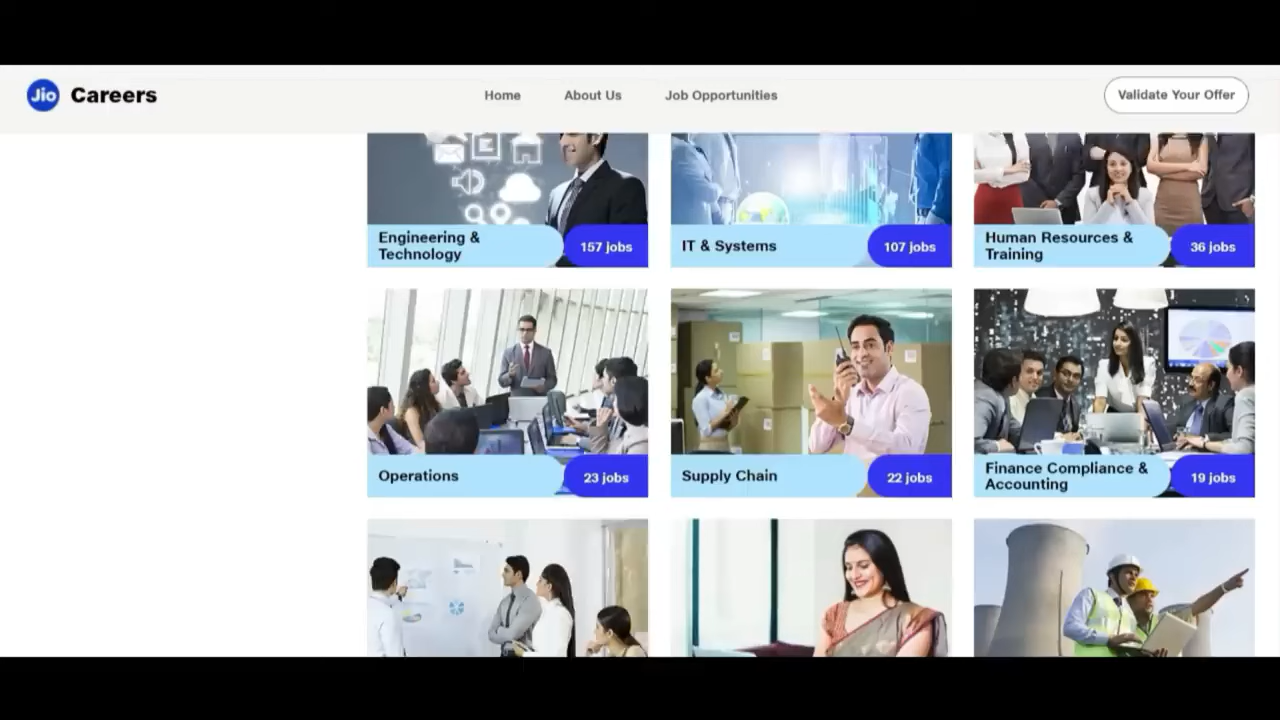 Jio Careers
Home
About Us
Job Opportunities
Validate Your Offer
Engineering &
Technology
157 jobs
IT & Systems
107 jobs
Human Resources &
Training
36 jobs
Operations
23 jobs
Supply Chain
22 jobs
Finance Compliance &
Accounting
19 jobs